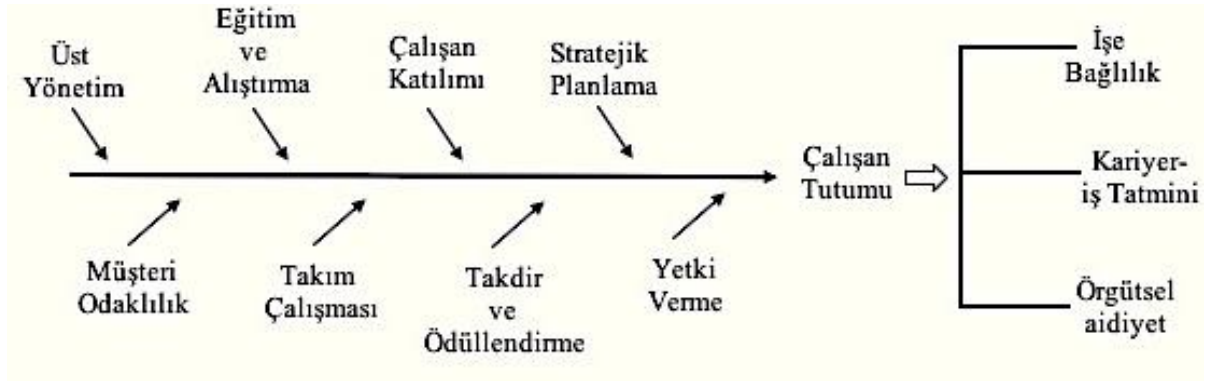 Üst
Yönetim
Eğitim
ve
Alıştırma
Çalışan
Katılımı
Stratejik
Planlama
Müşteri
Odaklılık
Takım
Çalışması
Takdir
ve
Ödüllendirme
Yetki
Verme
Çalışan
Tutumu
İşe
Bağlılık
Kariyer-
iş Tatmini
Örgütsel
aidiyet